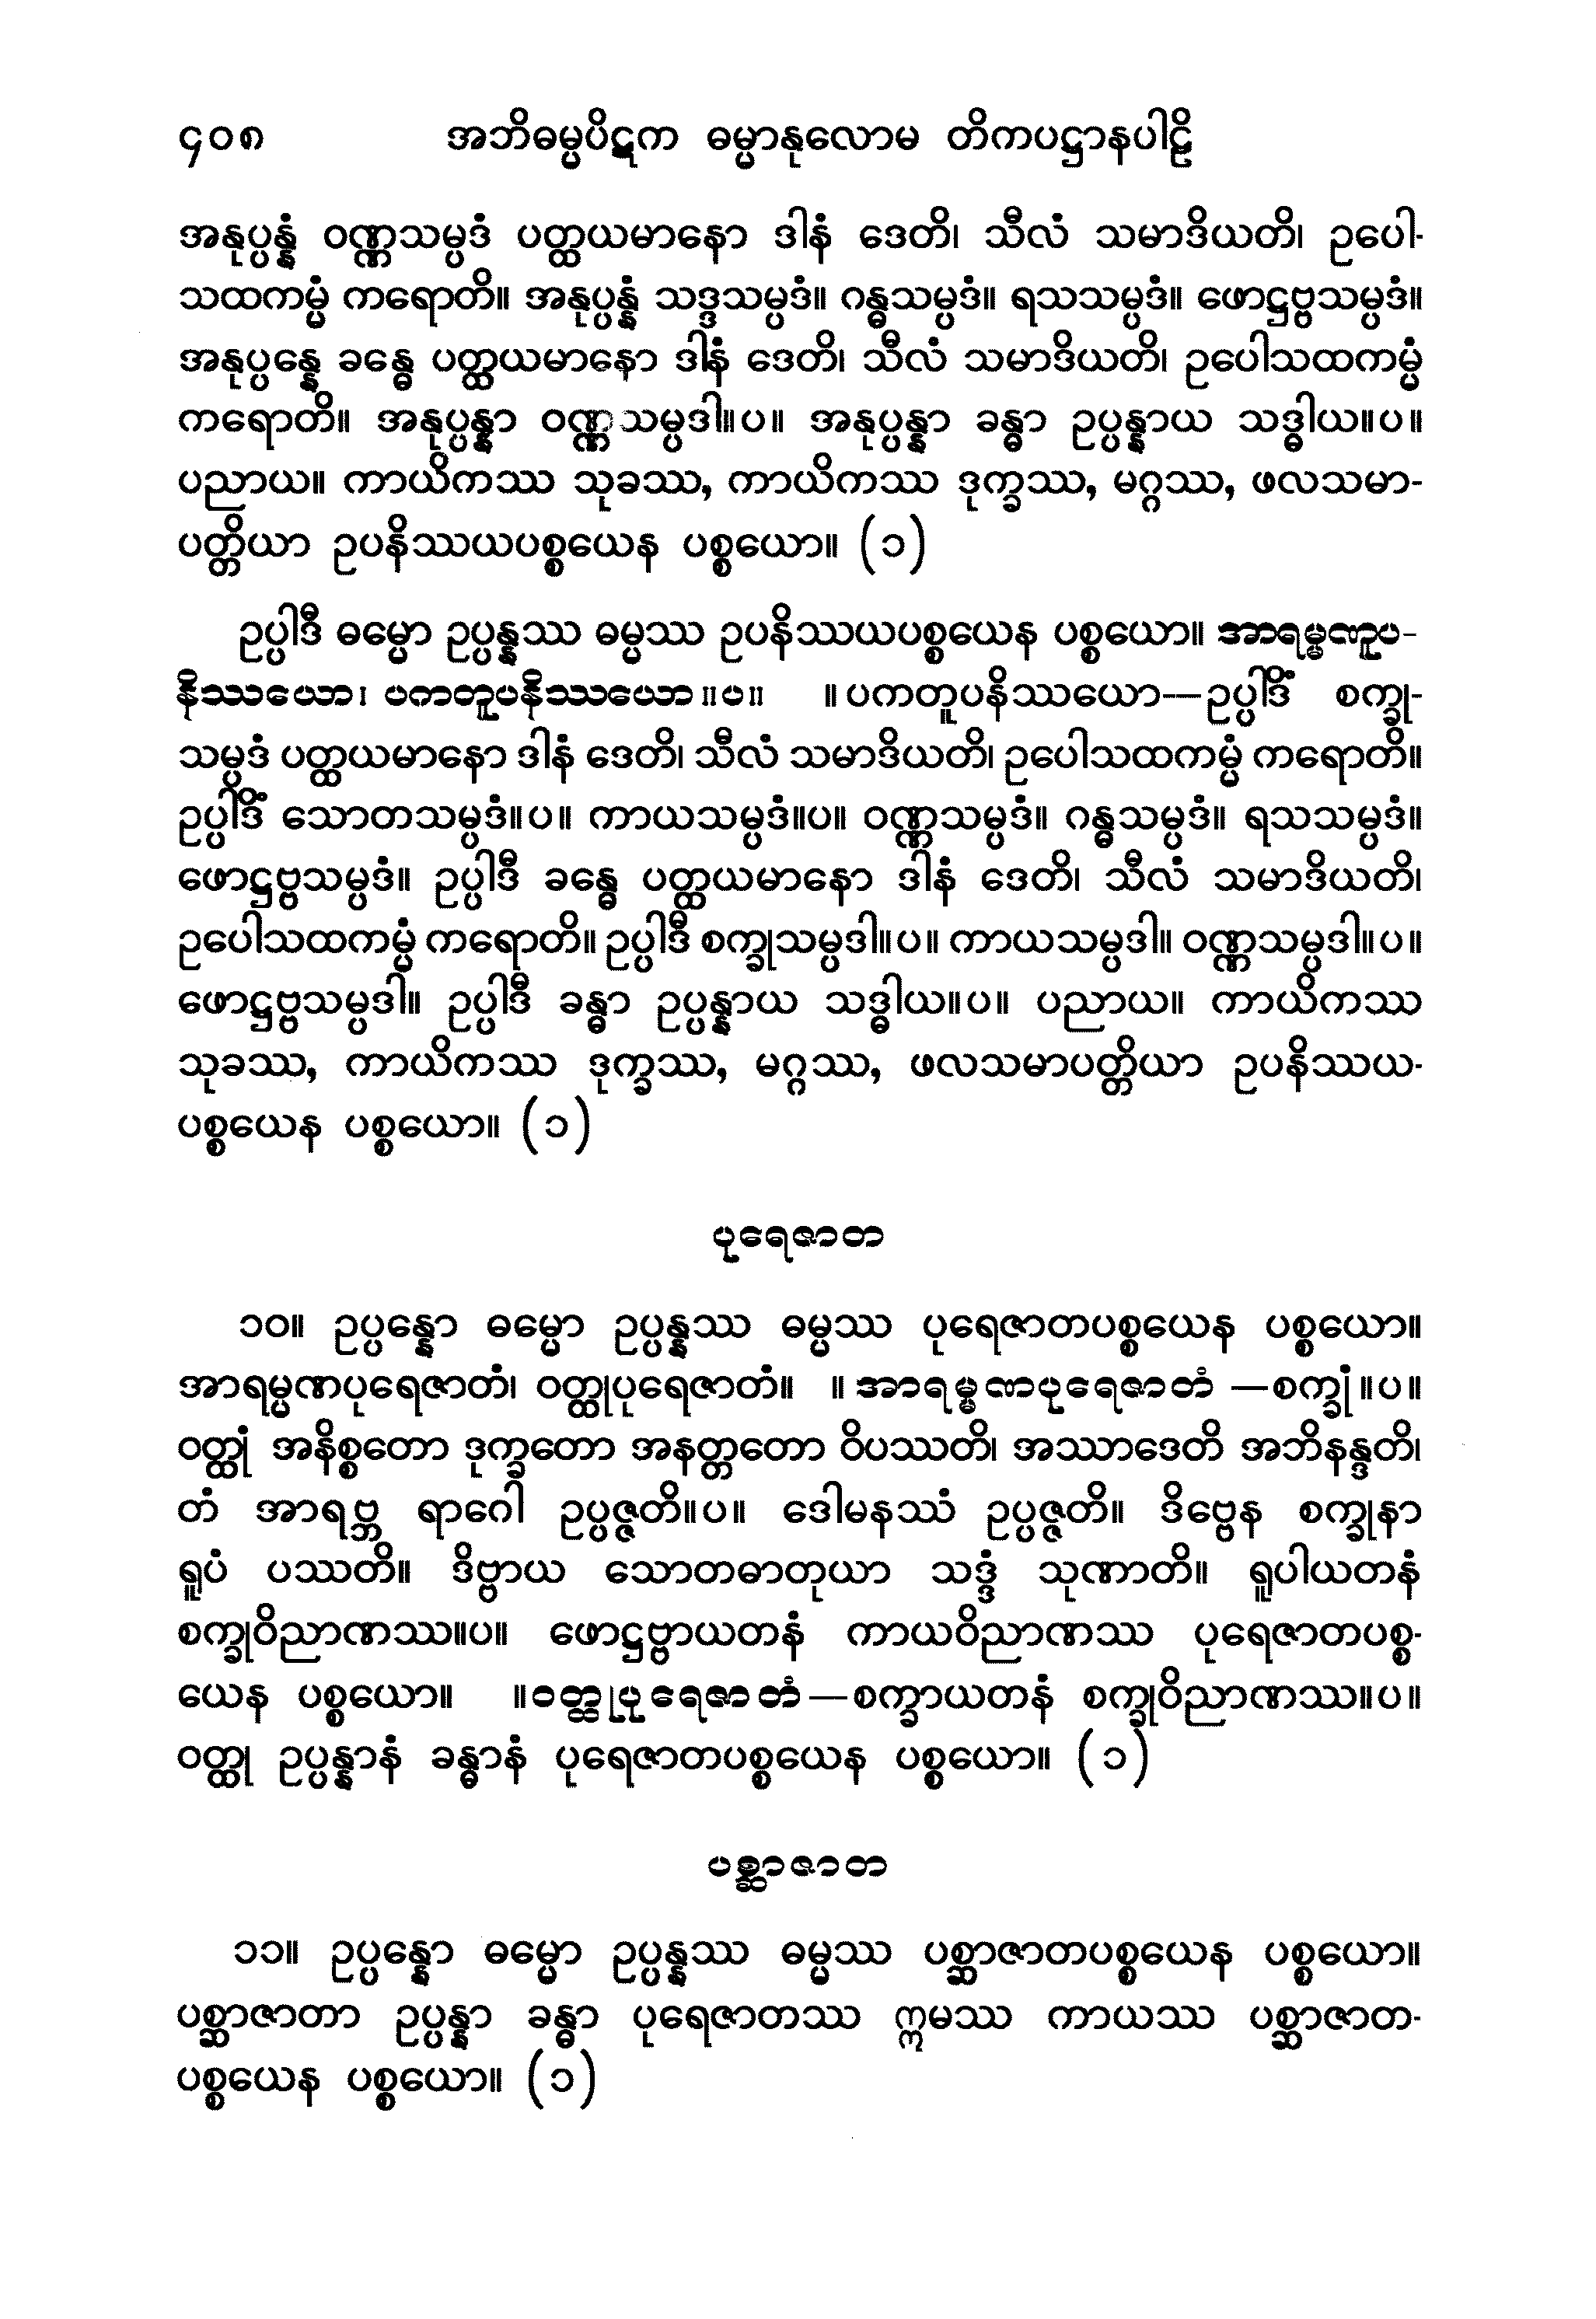 ၄၀၈ အဘိဓမ္မပိဋက ဓမ္မာနုလောမ တိကပဋ္ဌာနပါဠိ
အနုပ္ပန္နံ ဝဏ္ဏသမ္ပဒံ ပတ္ထယမာနော ဒါနံ ဒေတိ၊ သီလံ သမာဒိယတိ၊ ဥပေါ-
သထကမ္မံ ကရောတိ။ အနုပ္ပန္နံ သဒ္ဒသမ္ပဒံ။ ဂန္ဓသမ္ပဒံ။ ရသသမ္ပဒံ။ ဖောဋ္ဌဗ္ဗသမ္ပဒံ။
အနုပ္ပန္နေ ခန္ဓေ ပတ္ထယမာနော ဒါနံ ဒေတိ၊ သီလံ သမာဒိယတိ၊ ဥပေါသထကမ္မံ
ကရောတိ။ အနုပ္ပန္နာ ဝဏ္ဏသမ္ပဒါ။ပ။ အနုပ္ပန္နာ ခန္ဓာ ဥပ္ပန္နာယ သဒ္ဓါယ။ပ။
ပညာယ။ ကာယိကဿ သုခဿ, ကာယိကဿ ဒုက္ခဿ, မဂ္ဂဿ, ဖလသမာ-
ပတ္တိယာ ဥပနိဿယပစ္စယေန ပစ္စယော။ (၁)
ဥပ္ပါဒီ ဓမ္မော ဥပ္ပန္နဿ ဓမ္မဿ ဥပနိဿယပစ္စယေန ပစ္စယော။ အာရမ္မဏူပ-
နိဿယော၊ ပကတူပနိဿယော။ပ။ ။ပကတူပနိဿယော—ဥပ္ပါဒိံ စက္ခု-
သမ္ပဒံ ပတ္ထယမာနော ဒါနံ ဒေတိ၊ သီလံ သမာဒိယတိ၊ ဥပေါသထကမ္မံ ကရောတိ။
ဥပ္ပါဒိံ သောတသမ္ပဒံ။ပ။ ကာယသမ္ပဒံ။ပ။ ဝဏ္ဏသမ္ပဒံ။ ဂန္ဓသမ္ပဒံ။ ရသသမ္ပဒံ။
ဖောဋ္ဌဗ္ဗသမ္ပဒံ။ ဥပ္ပါဒီ ခန္ဓေ ပတ္ထယမာနော ဒါနံ ဒေတိ၊ သီလံ သမာဒိယတိ၊
ဥပေါသထကမ္မံ ကရောတိ။ ဥပ္ပါဒီ စက္ခုသမ္ပဒါ။ပ။ ကာယသမ္ပဒါ။ ဝဏ္ဏသမ္ပဒါ။ပ။
ဖောဋ္ဌဗ္ဗသမ္ပဒါ။ ဥပ္ပါဒီ ခန္ဓာ ဥပ္ပန္နာယ သဒ္ဓါယ။ပ။ ပညာယ။ ကာယိကဿ
သုခဿ, ကာယိကဿ ဒုက္ခဿ, မဂ္ဂဿ, ဖလသမာပတ္တိယာ ဥပနိဿယ-
ပစ္စယေန ပစ္စယော။ (၁)
ပုရေဇာတ
၁၀။ ဥပ္ပန္နော ဓမ္မော ဥပ္ပန္နဿ ဓမ္မဿ ပုရေဇာတပစ္စယေန ပစ္စယော။
အာရမ္မဏပုရေဇာတံ၊ ဝတ္ထုပုရေဇာတံ။ ။အာရမ္မဏပုရေဇာတံ —စက္ခုံ။ပ။
ဝတ္ထုံ အနိစ္စတော ဒုက္ခတော အနတ္တတော ဝိပဿတိ၊ အဿာဒေတိ အဘိနန္ဒတိ၊
တံ အာရဗ္ဘ ရာဂေါ ဥပ္ပဇ္ဇတိ။ပ။ ဒေါမနဿံ ဥပ္ပဇ္ဇတိ။ ဒိဗ္ဗေန စက္ခုနာ
ရူပံ ပဿတိ။ ဒိဗ္ဗာယ သောတဓာတုယာ သဒ္ဒံ သုဏာတိ။ ရူပါယတနံ
စက္ခုဝိညာဏဿ။ပ။ ဖောဋ္ဌဗ္ဗာယတနံ ကာယဝိညာဏဿ ပုရေဇာတပစ္စ-
ယေန ပစ္စယော။ ။ဝတ္ထုပုရေဇာတံ—စက္ခာယတနံ စက္ခုဝိညာဏဿ။ပ။
ဝတ္ထု ဥပ္ပန္နာနံ ခန္ဓာနံ ပုရေဇာတပစ္စယေန ပစ္စယော။ (၁)
ပစ္ဆာဇာတ
၁၁။ ဥပ္ပန္နော ဓမ္မော ဥပ္ပန္နဿ ဓမ္မဿ ပစ္ဆာဇာတပစ္စယေန ပစ္စယော။
ပစ္ဆာဇာတာ ဥပ္ပန္နာ ခန္ဓာ ပုရေဇာတဿ ဣမဿ ကာယဿ ပစ္ဆာဇာတ-
ပစ္စယေန ပစ္စယော။ (၁)